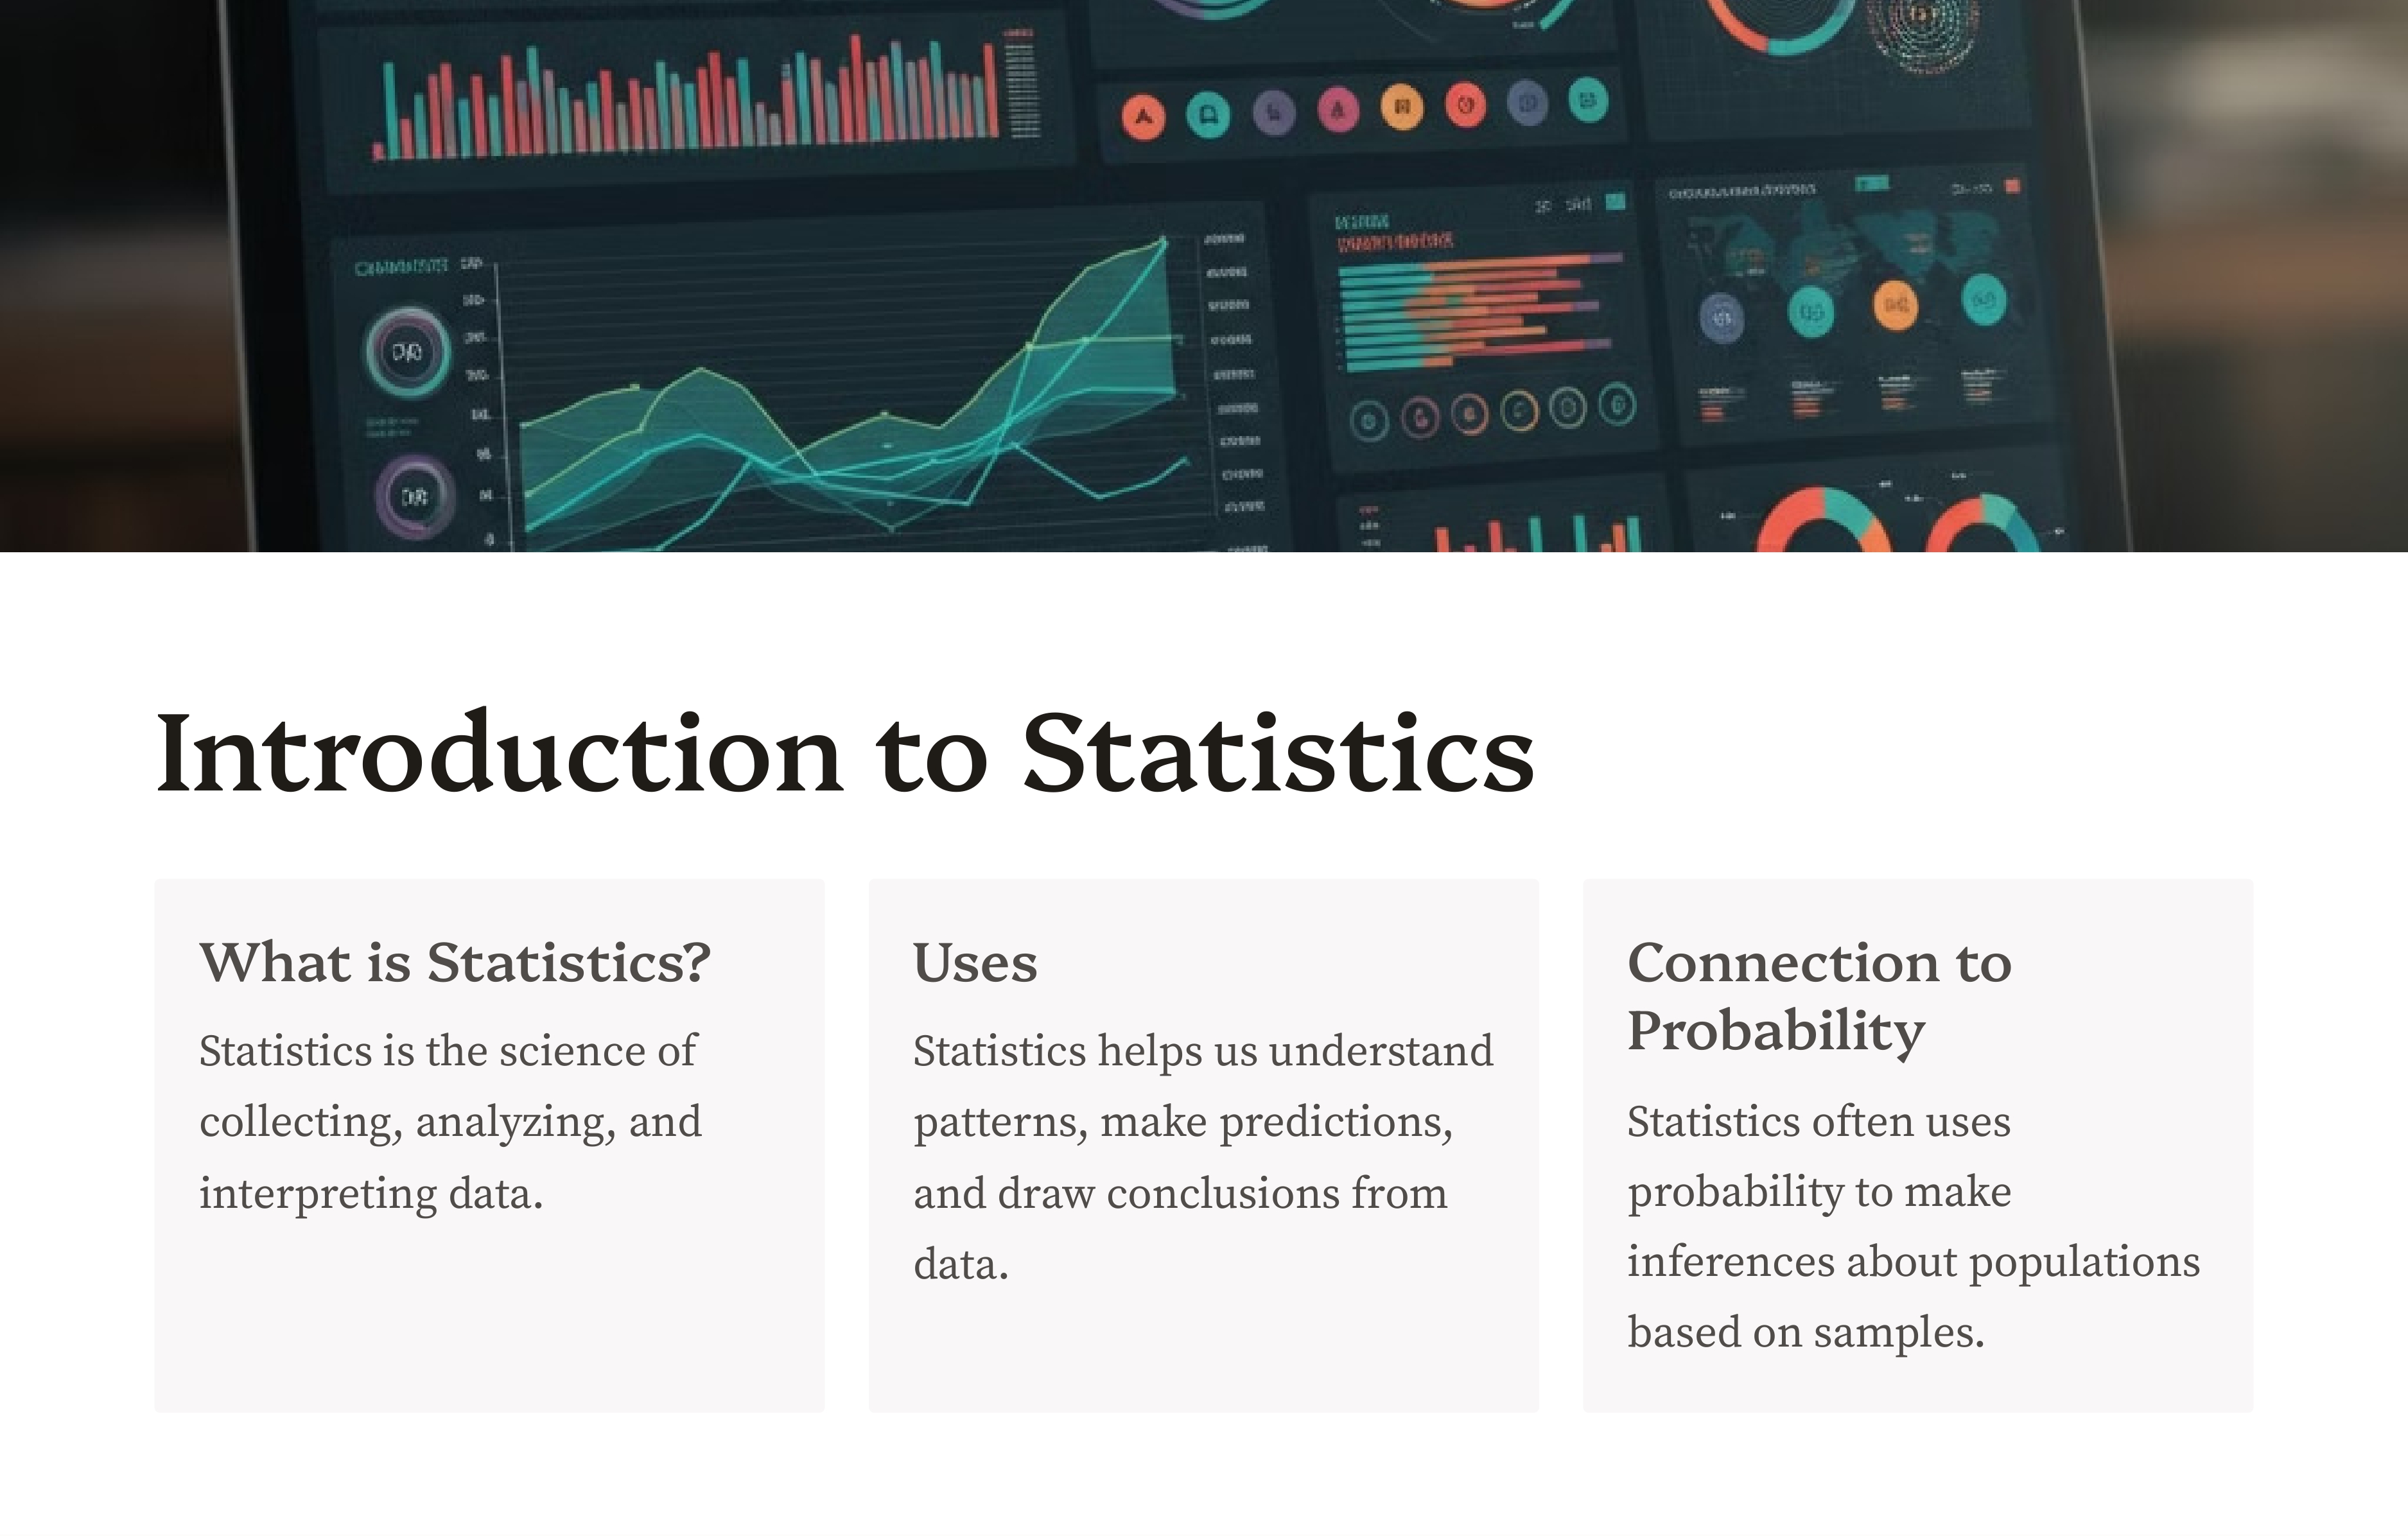 Introduction to Statistics
What is Statistics?
Statistics is the science of
collecting, analyzing, and
interpreting data.
Uses
Statistics helps us understand
patterns, make predictions,
and draw conclusions from
data.
Connection to
Probability
Statistics often uses
probability to make
inferences about populations
based on samples.